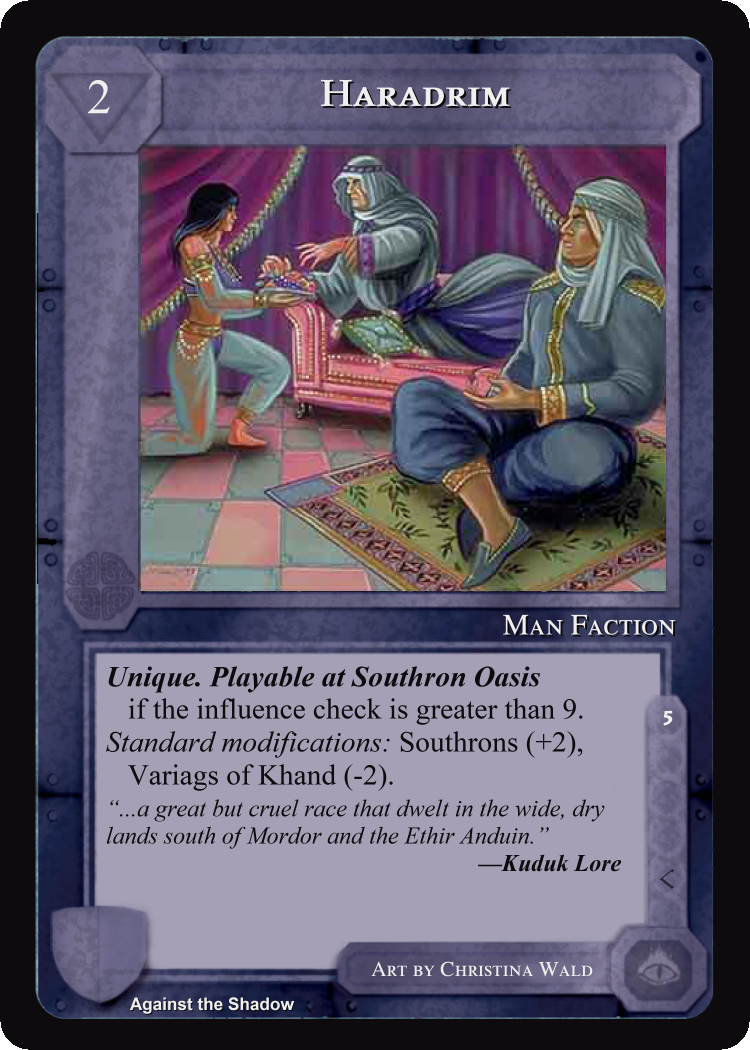 2
HARADRIM
MAN FACTION
Unique. Playable at Southron Oasis
if the influence check is greater than 9.
Standard modifications: Southrons (+2),
Variags of Khand (-2).
“...a great but cruel race that dwelt in the wide, dry
lands south of Mordor and the Ethir Anduin.”
—Kuduk Lore
5
<
ART BY CHRISTINA WALD
Against the Shadow